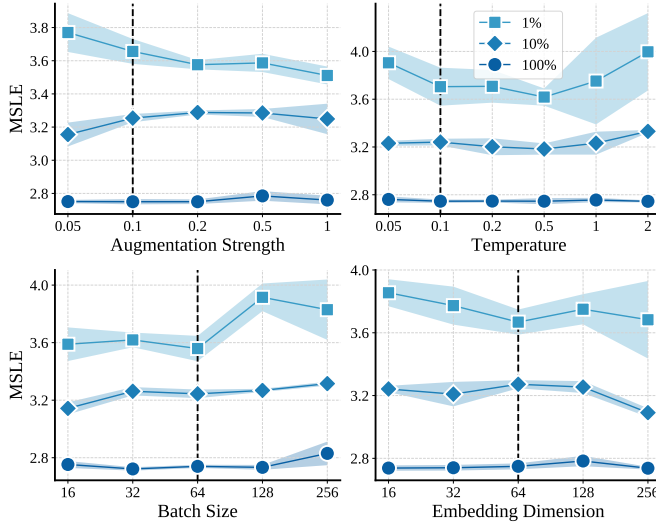 1%
10%
100%
3.8
3.6
3.4
3.2
3.0
2.8
MSLE
0.05 0.1 0.2 0.5 1
Augmentation Strength
4.0
3.6
3.2
2.8
0.05 0.1 0.2 0.5 1 2
Temperature
4.0
3.6
3.2
2.8
MSLE
16 32 64 128 256
Batch Size
4.0
3.6
3.2
2.8
16 32 64 128 256
Embedding Dimension